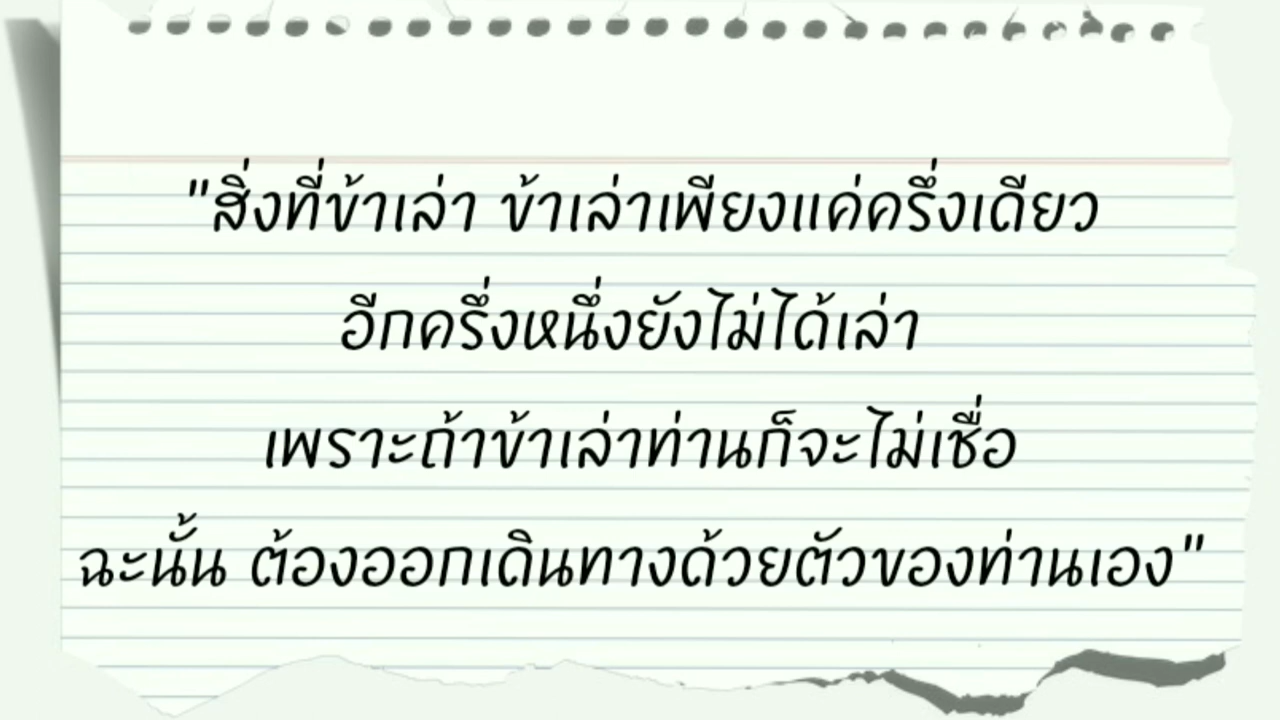 "สิ่งที่ข้าเล่า ข้าเล่าเพียงแค่ครึ่งเดียว
อีกครึ่งหนึ่งยังไม่ได้เล่า
เพราะถ้าข้าเล่าท่านก็จะไม่เชื่อ
ฉะนั้น ต้องออกเดินทางด้วยตัวของท่านเอง"